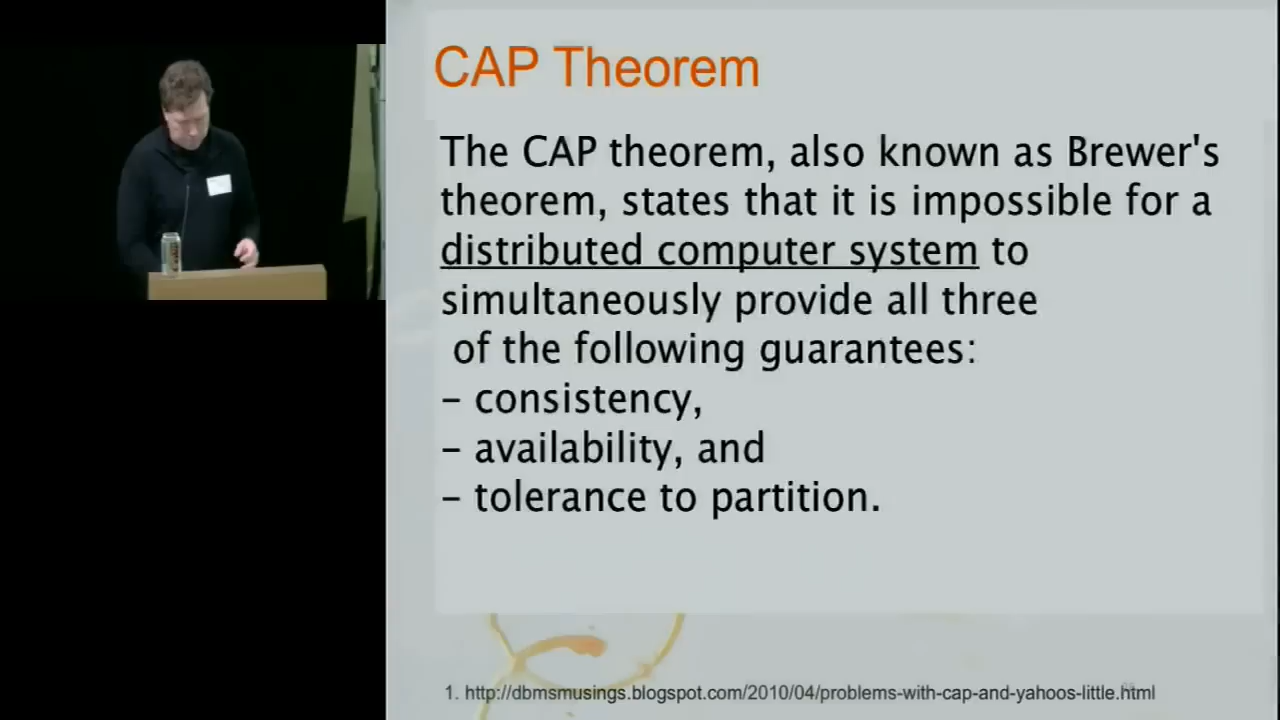 CAP Theorem
The CAP theorem, also known as Brewer's
theorem, states that it is impossible for a
distributed computer system to
simultaneously provide all three
of the following guarantees:
– consistency,
– availability, and
– tolerance to partition.
1. http://dbmsmusings.blogspot.com/2010/04/problems-with-cap-and-yahoos-little.html